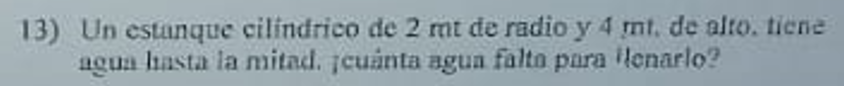 13) Un estanque cilíndrico de 2 mt de radio y 4 mt. de alto, tiene
agua hasta la mitad. ¿cuánta agua falta para llenarlo?